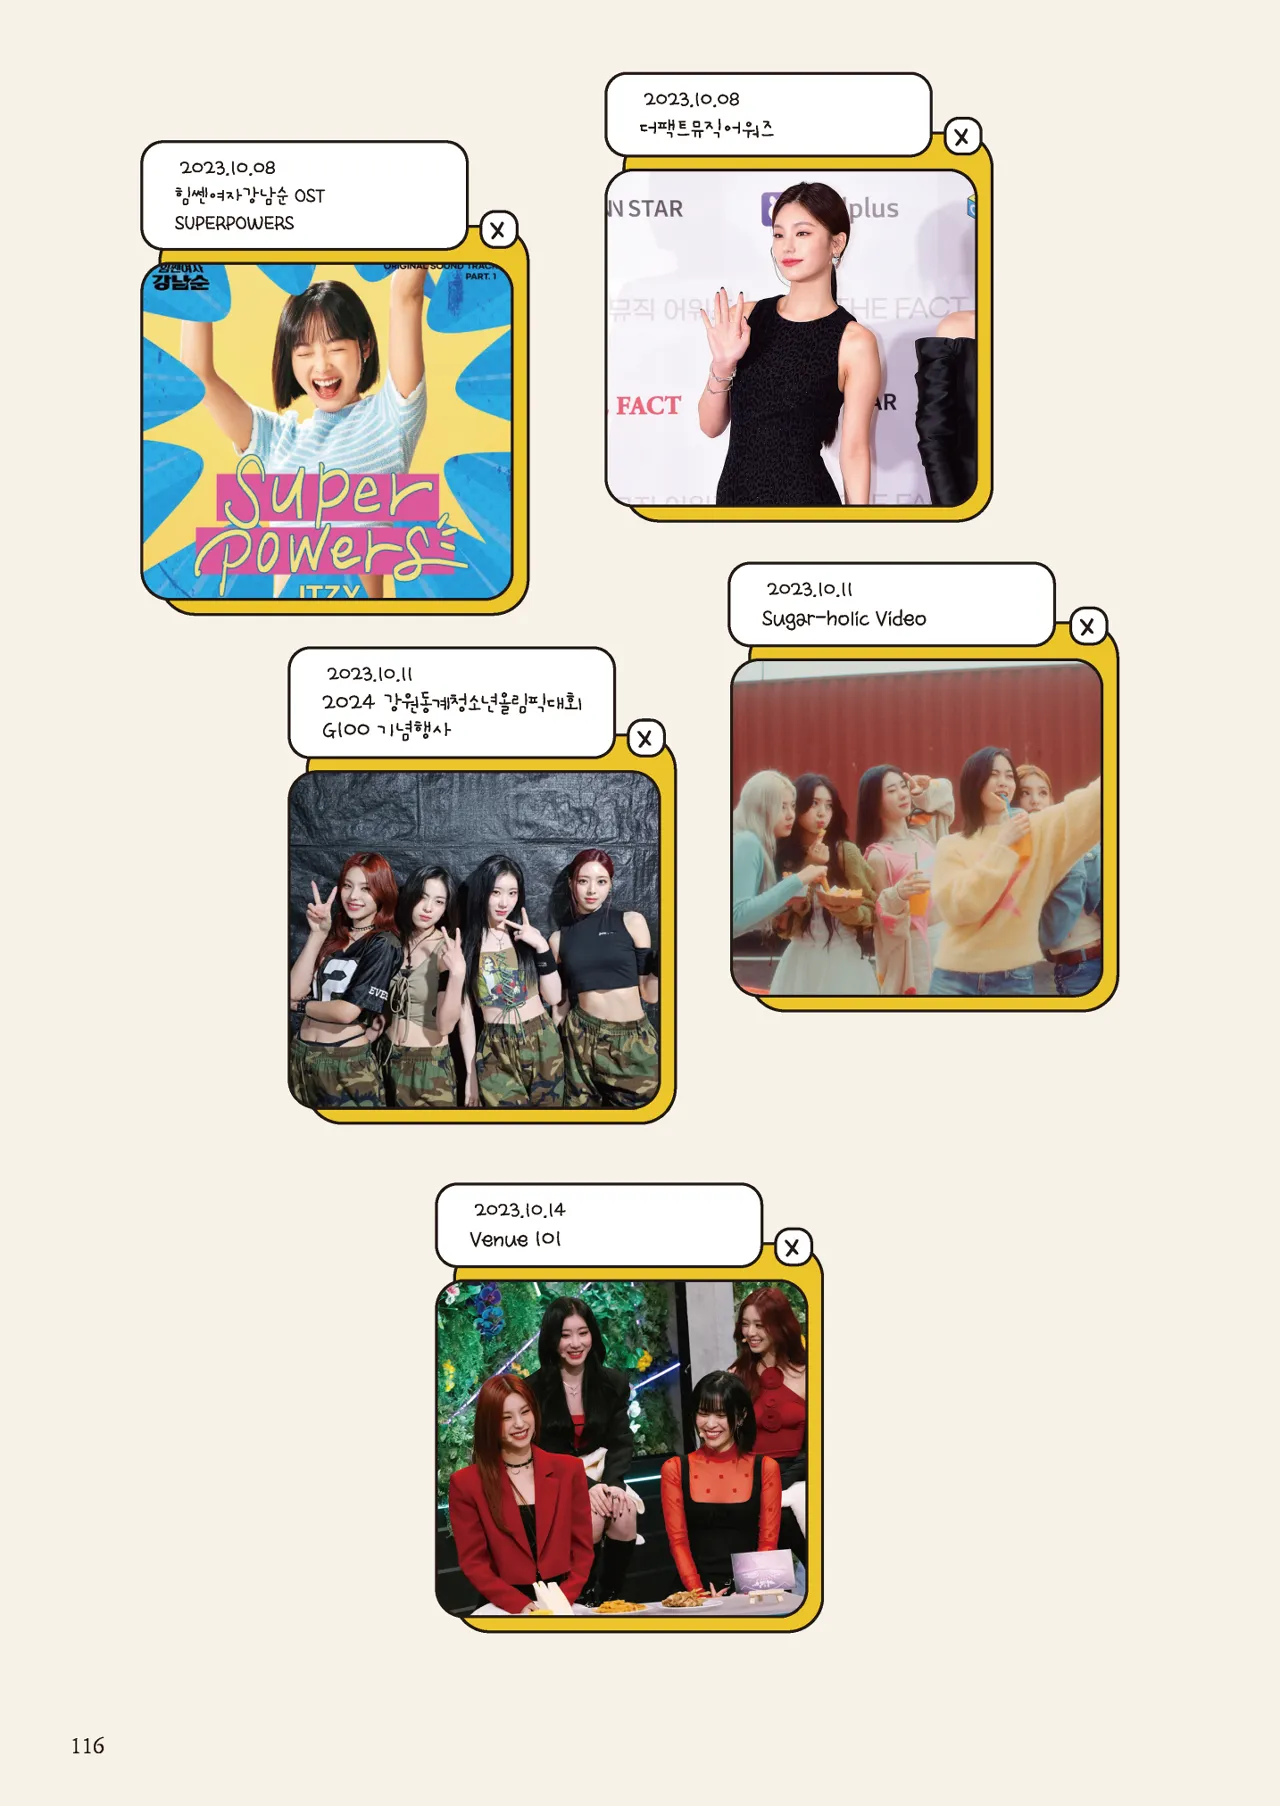 2023.10.08
힘쎈여자강남순 OST
SUPERPOWERS
X
힘쎈여자
강남순
ORIGINAL SOUND TRACK
PART. 1
Super
powers
ITZY
2023.10.08
더팩트뮤직어워즈
X
N STAR
plus
뮤직 어워즈
THE FACT
FACT
AR
2023.10.11
2024 강원동계청소년올림픽대회
G100 기념행사
X
2
EVE
2023.10.11
Sugar-holic Video
X
2023.10.14
Venue 101
X
116